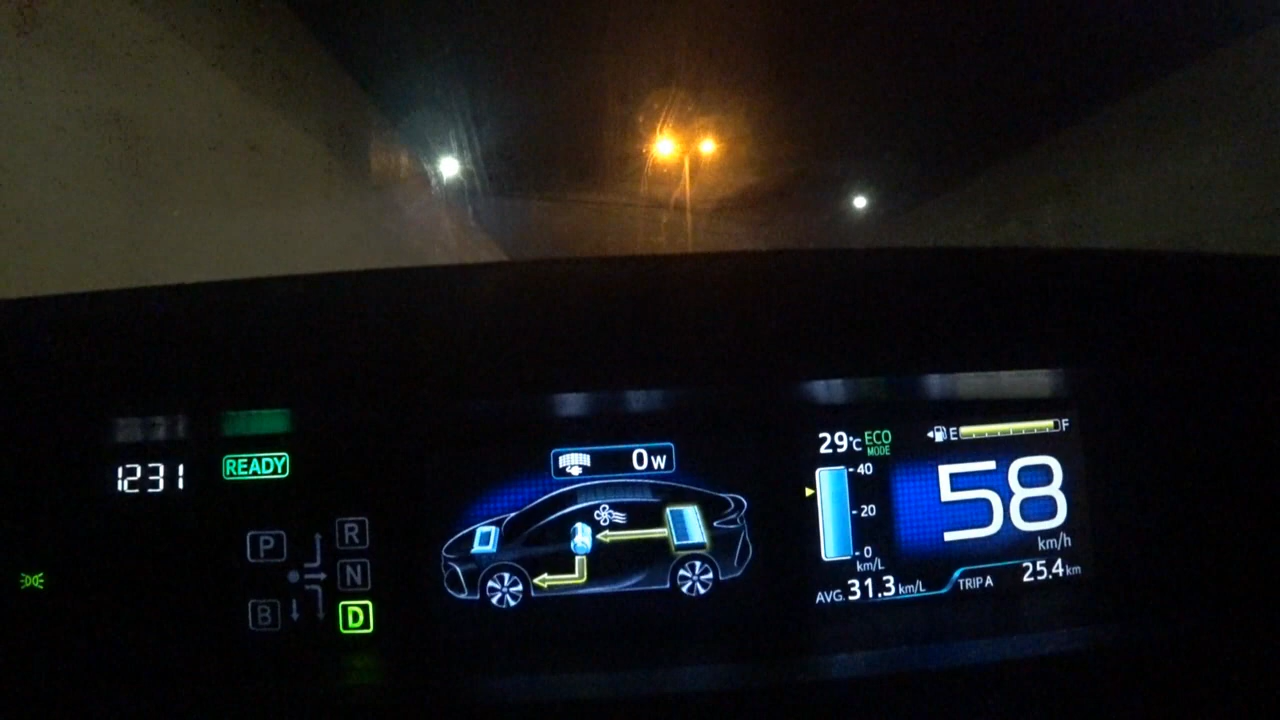 1231
READY
P
R
N
B
D
0W
29°C
ECO
MODE
E
F
40
20
0
km/L
58
km/h
AVG. 31.3 km/L
TRIP A
25.4 km